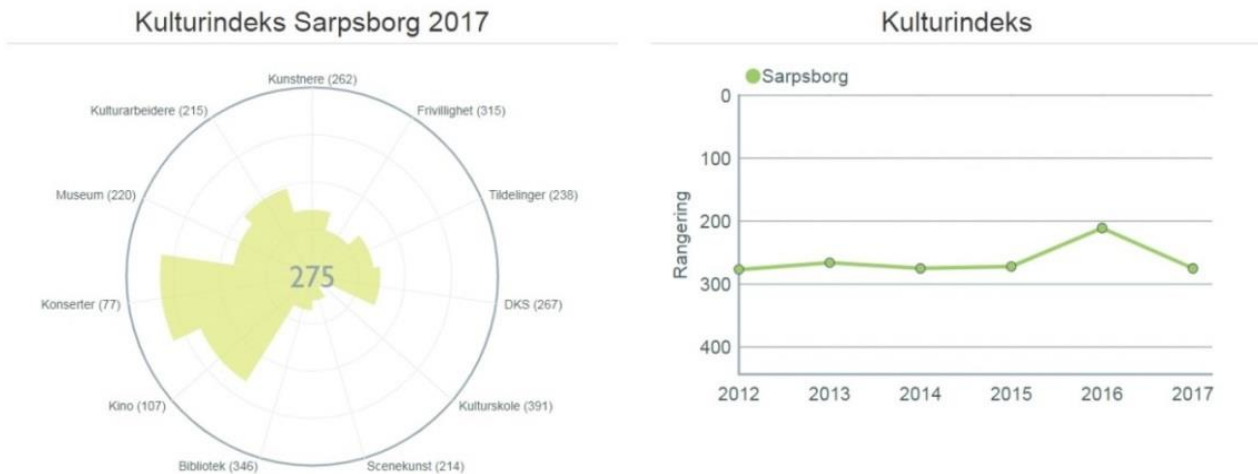 Kulturindeks Sarpsborg 2017
Kunstnere (262)
Kulturarbeidere (215)
Frivillighet (315)
Museum (220)
Tildelinger (238)
275
Konserter (77)
DKS (267)
Kino (107)
Kulturskole (391)
Bibliotek (346)
Scenekunst (214)
Kulturindeks
Sarpsborg
0
100
200
300
400
Rangering
2012
2013
2014
2015
2016
2017